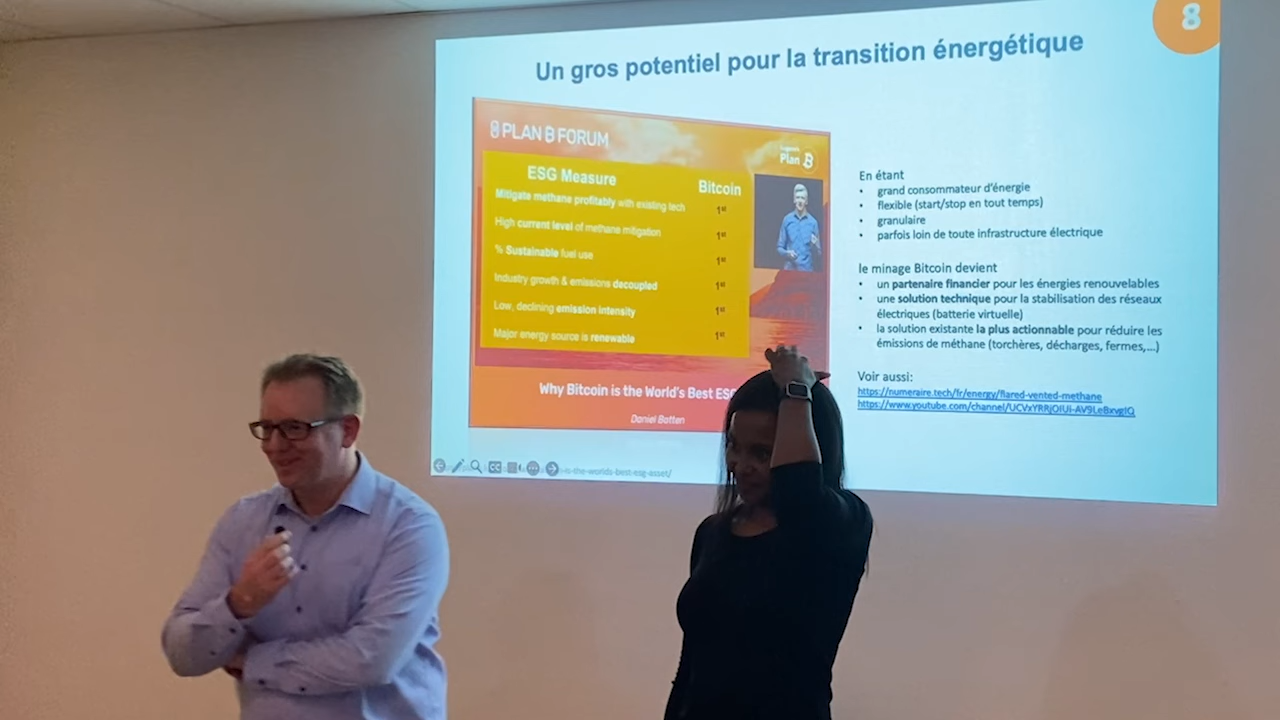 8
Un gros potentiel pour la transition énergétique
PLAN B FORUM
Plan B
ESG Measure
Bitcoin
Mitigate methane profitably with existing tech
1st
High current level of methane mitigation
1st
% Sustainable fuel use
1st
Industry growth & emissions decoupled
1st
Low, declining emission intensity
1st
Major energy source is renewable
1st
Why Bitcoin is the World's Best ESG
Daniel Batten
En étant
• grand consommateur d'énergie
• flexible (start/stop en tout temps)
• granulaire
• parfois loin de toute infrastructure électrique
le minage Bitcoin devient
• un partenaire financier pour les énergies renouvelables
• une solution technique pour la stabilisation des réseaux
électriques (batterie virtuelle)
• la solution existante la plus actionnable pour réduire les
émissions de méthane (torchères, décharges, fermes,...)
Voir aussi:
https://numeraire.tech/fr/energy/flared-vented-methane
-is-the-worlds-best-esg-asset/